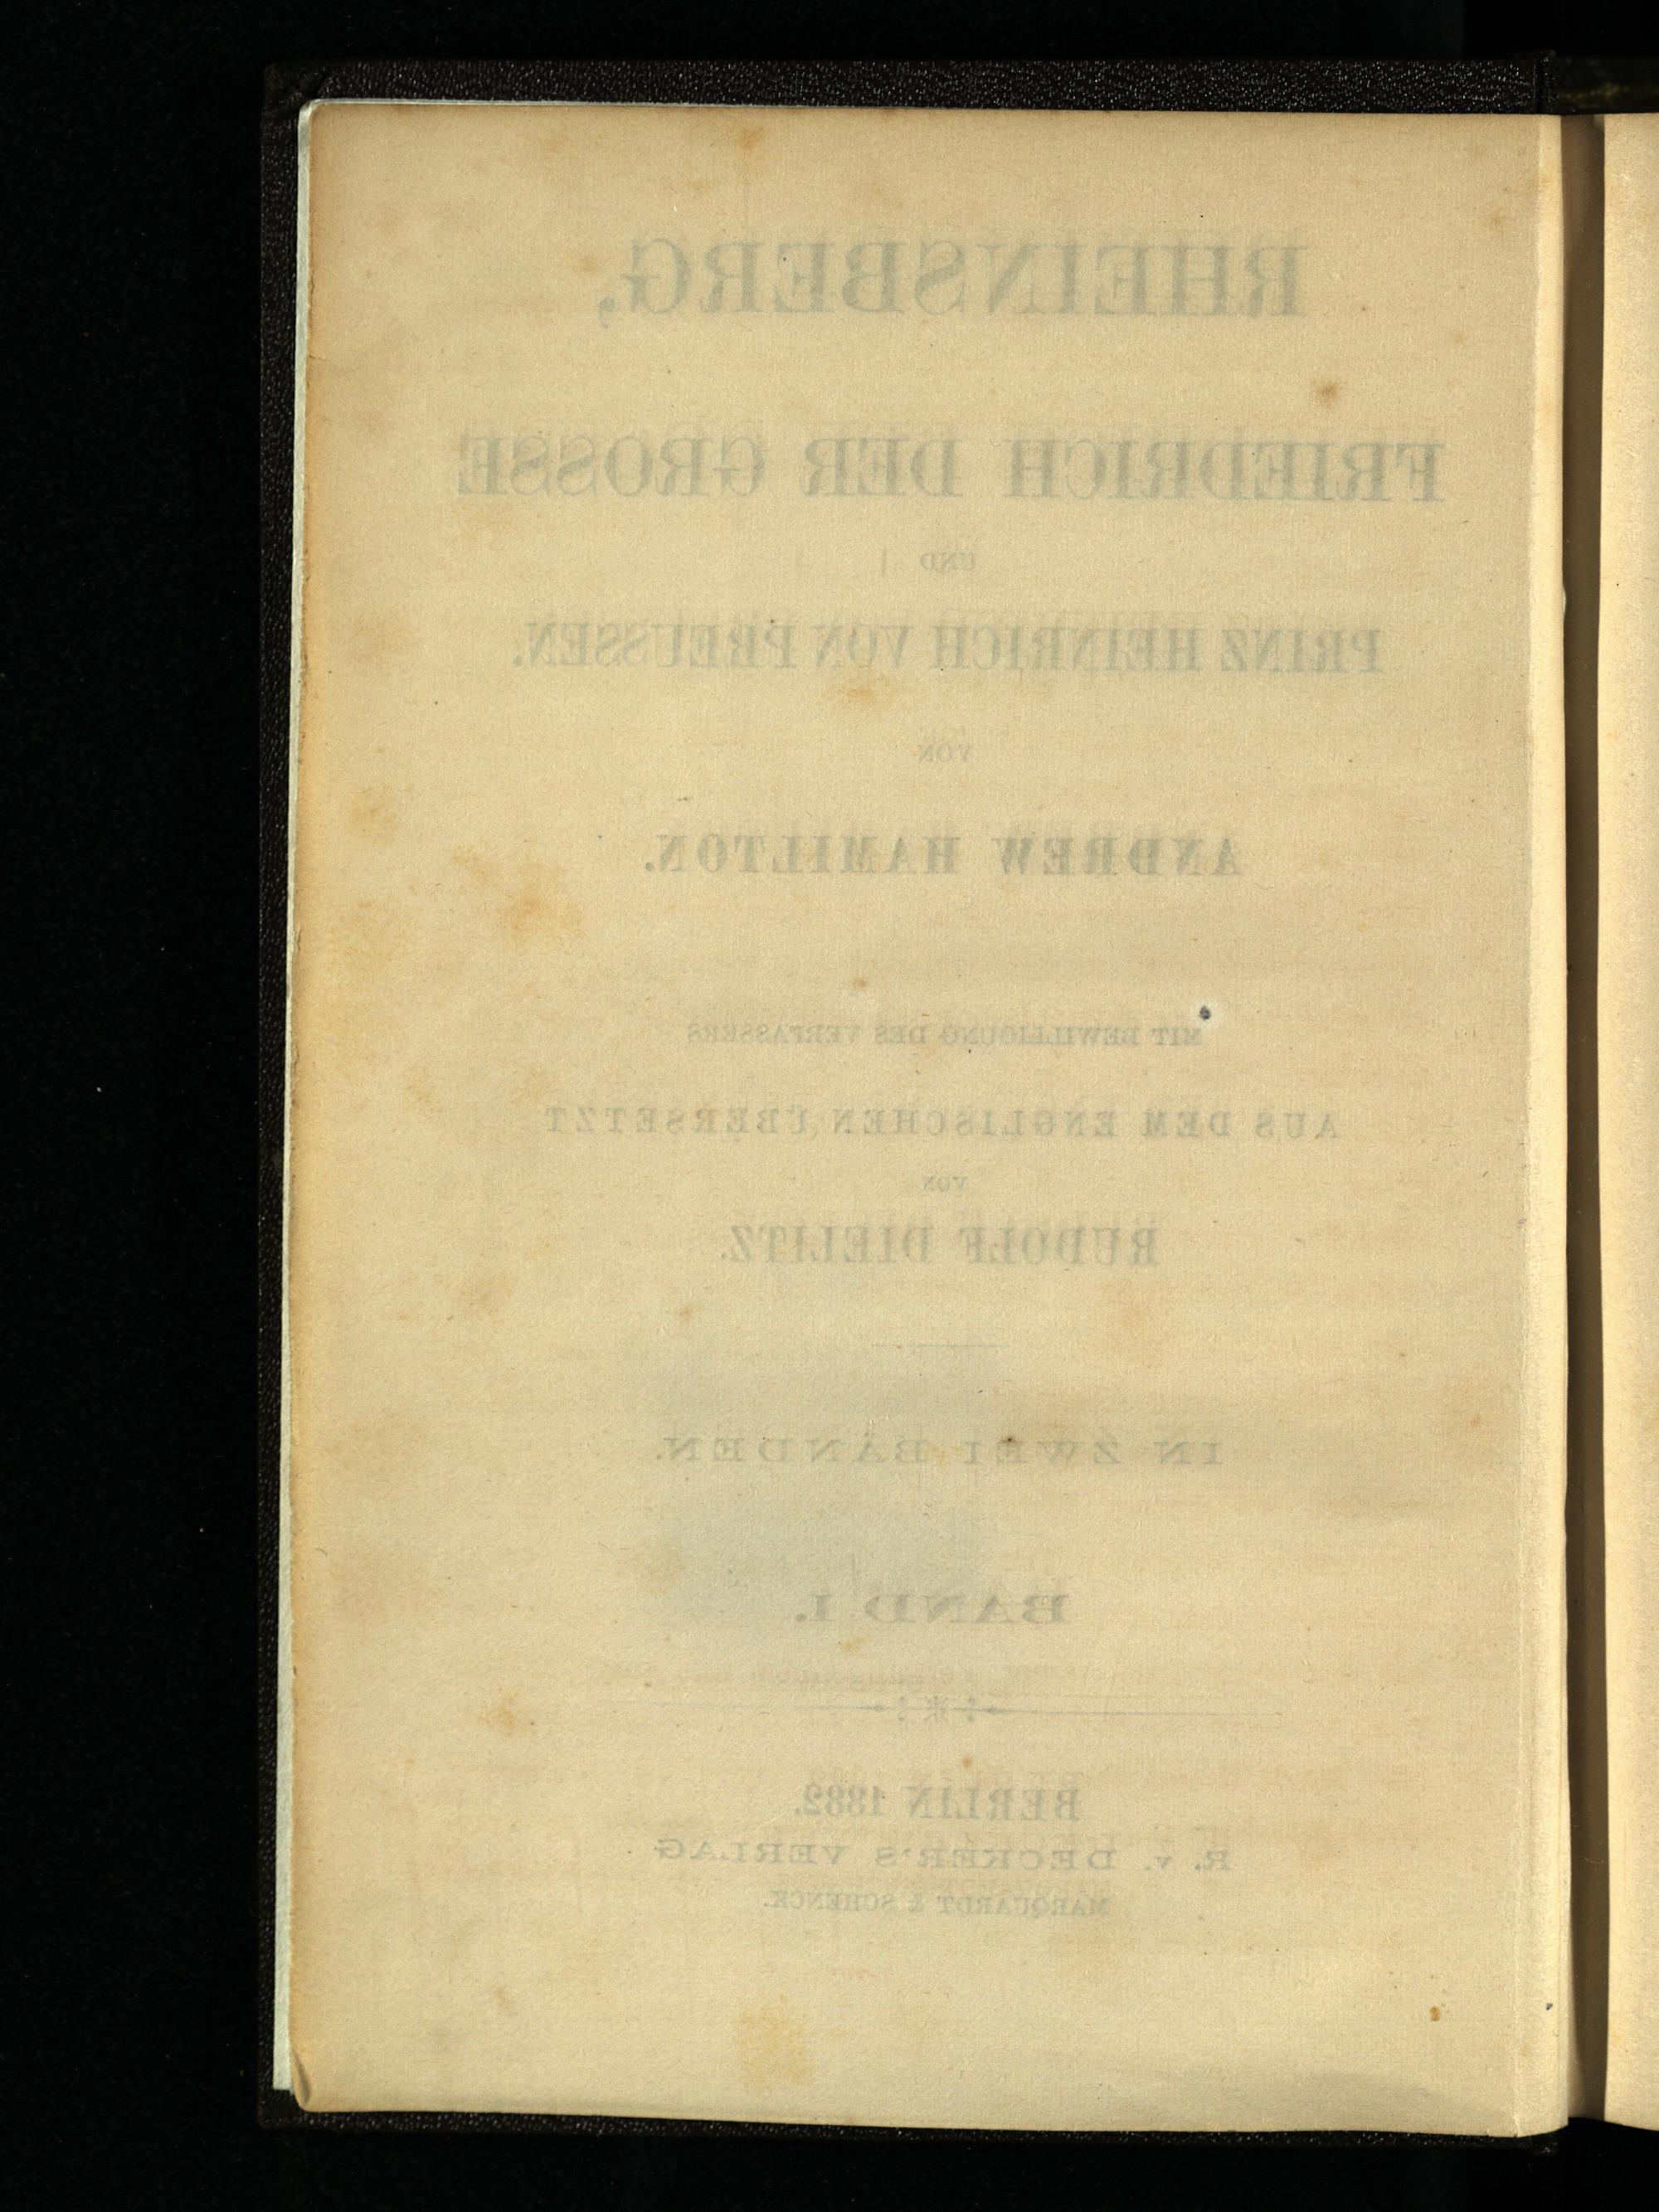 RHEINSBERG,
FRIEDRICH DER GROSSE
UND
PRINZ HEINRICH VON PREUSSEN.
VON
ANDREW HAMILTON.
MIT BEWILLIGUNG DES VERFASSERS
AUS DEM ENGLISCHEN ÜBERSETZT
VON
RUDOLF DIELITZ.
IN ZWEI BÄNDEN.
BAND I.
BERLIN 1882.
R. v. DECKER'S VERLAG
MARQUARDT & SCHENCK.